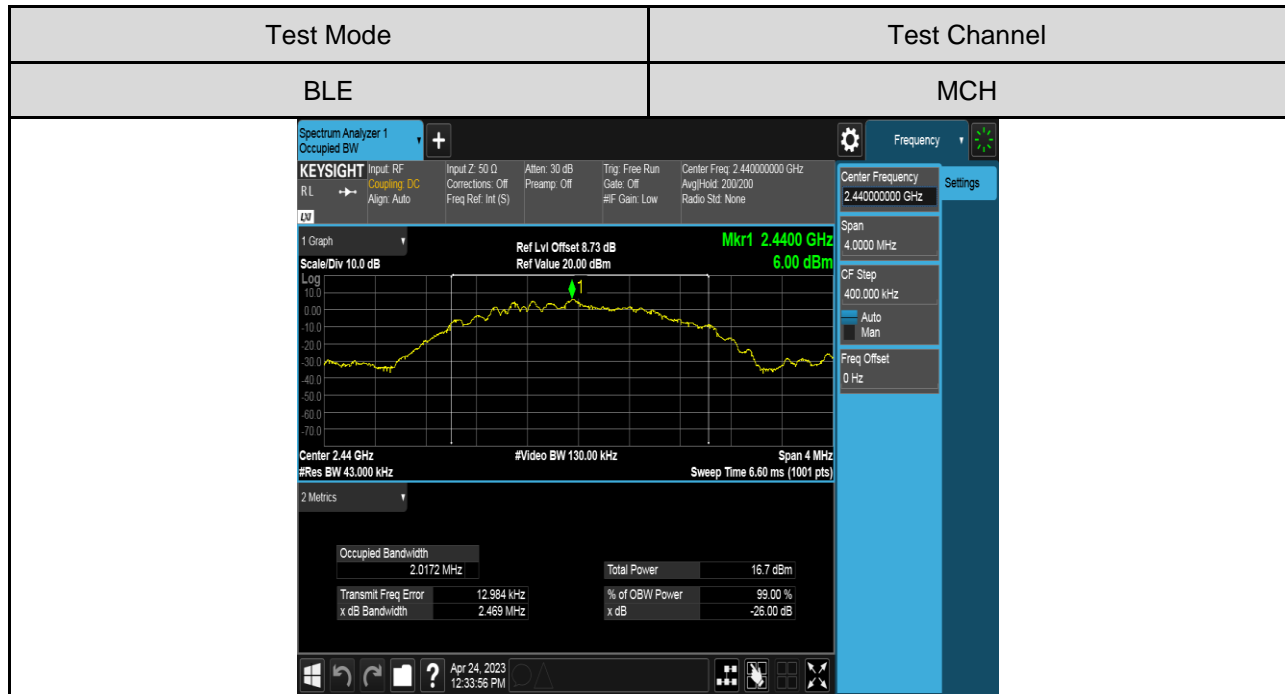 Test Mode Test Channel
BLE MCH
Spectrum Analyzer 1
Occupied BW
+
Frequency
KEYSIGHT Input: RF Input Z: 50 Ω Atten: 30 dB Trig: Free Run Center Freq: 2.440000000 GHz
RL Coupling: DC Corrections: Off Preamp: Off Gate: Off Avg|Hold: 200/200
Align: Auto Freq Ref: Int (S) #IF Gain: Low Radio Std: None
LXI
Center Frequency
2.440000000 GHz
Settings
Span
4.0000 MHz
CF Step
400.000 kHz
Auto
Man
Freq Offset
0 Hz
1 Graph Ref Lvl Offset 8.73 dB Mkr1 2.4400 GHz
Scale/Div 10.0 dB Ref Value 20.00 dBm 6.00 dBm
Log
1
10.0
0.00
-10.0
-20.0
-30.0
-40.0
-50.0
-60.0
-70.0
Center 2.44 GHz #Video BW 130.00 kHz Span 4 MHz
#Res BW 43.000 kHz Sweep Time 6.60 ms (1001 pts)
2 Metrics
Occupied Bandwidth
2.0172 MHz Total Power 16.7 dBm
Transmit Freq Error 12.984 kHz % of OBW Power 99.00 %
x dB Bandwidth 2.469 MHz x dB -26.00 dB
? Apr 24, 2023
12:33:56 PM